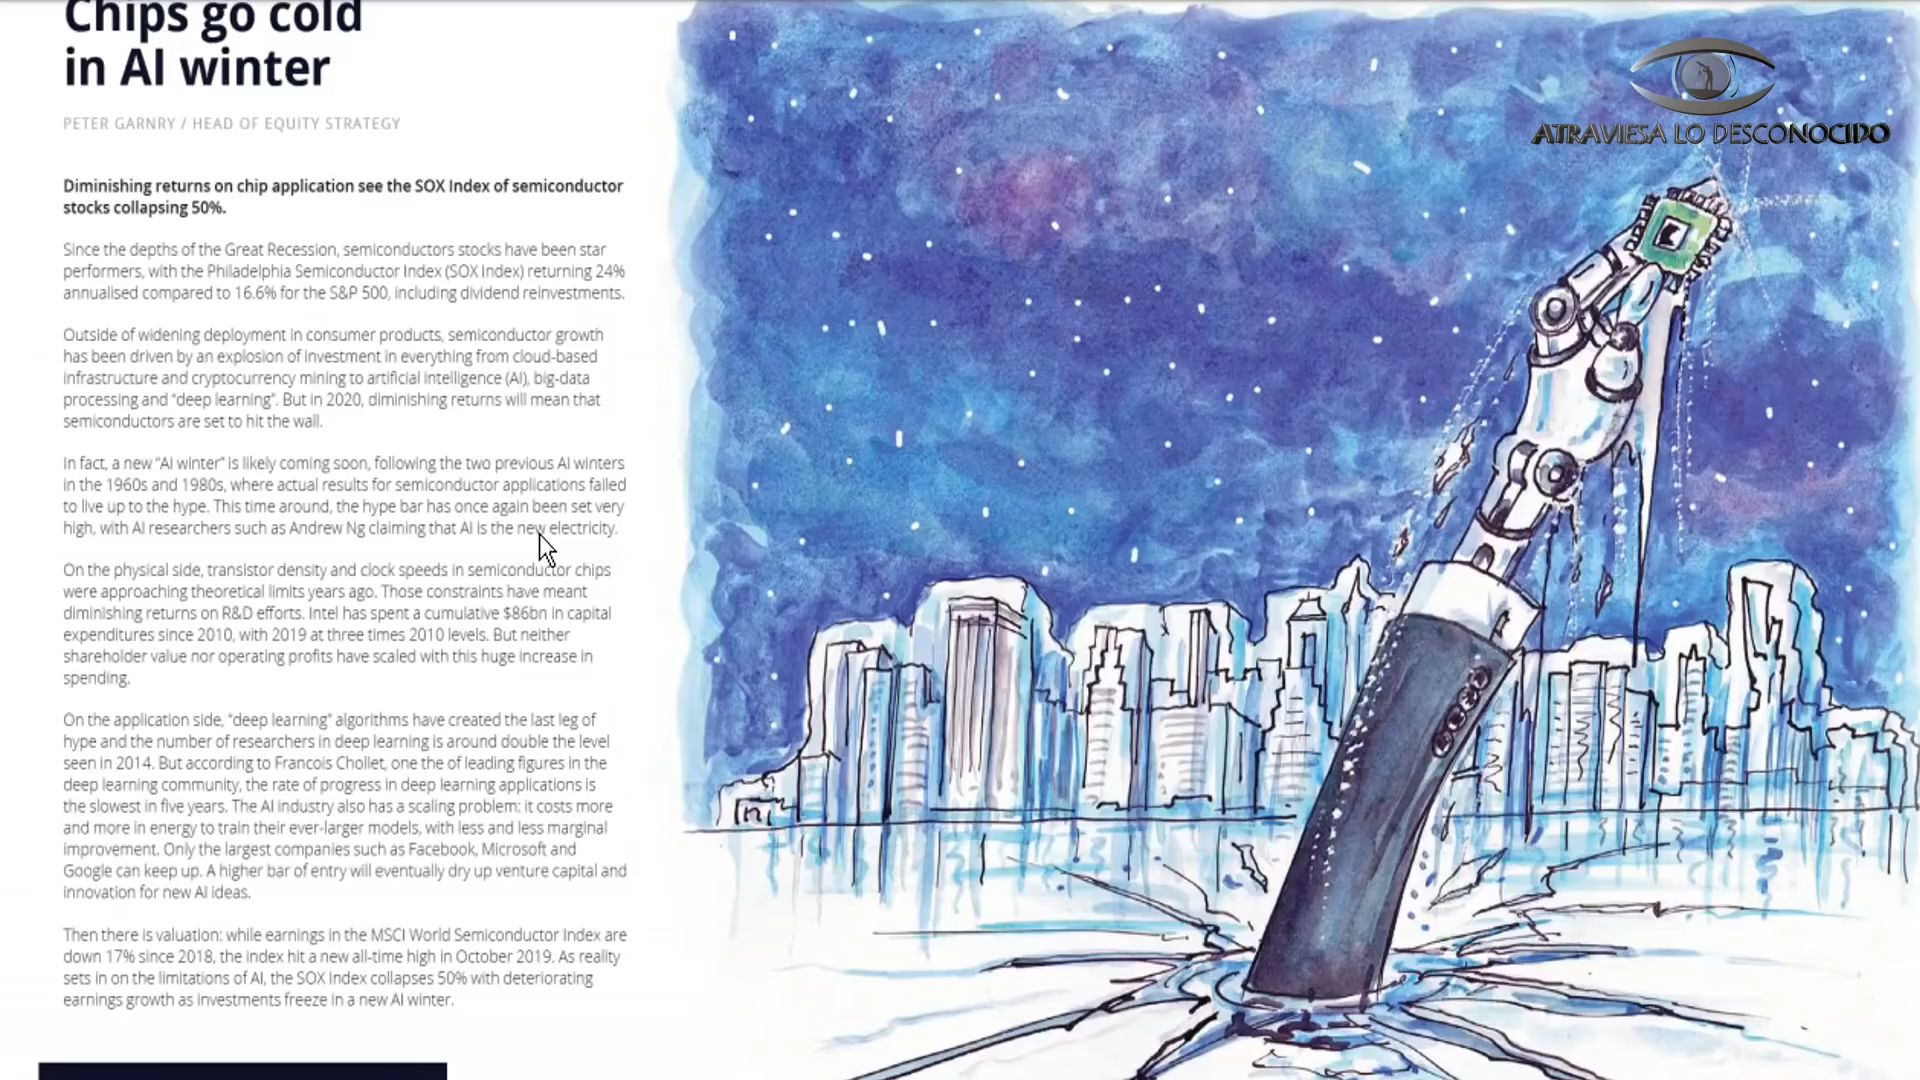 Chips go cold
in AI winter
PETER GARNRY / HEAD OF EQUITY STRATEGY
Diminishing returns on chip application see the SOX Index of semiconductor
stocks collapsing 50%.
Since the depths of the Great Recession, semiconductors stocks have been star
performers, with the Philadelphia Semiconductor Index (SOX Index) returning 24%
annualised compared to 16.6% for the S&P 500, including dividend reinvestments.
Outside of widening deployment in consumer products, semiconductor growth
has been driven by an explosion of investment in everything from cloud-based
infrastructure and cryptocurrency mining to artificial intelligence (AI), big-data
processing and “deep learning”. But in 2020, diminishing returns will mean that
semiconductors are set to hit the wall.
In fact, a new “AI winter” is likely coming soon, following the two previous AI winters
in the 1960s and 1980s, where actual results for semiconductor applications failed
to live up to the hype. This time around, the hype bar has once again been set very
high, with AI researchers such as Andrew Ng claiming that AI is the new electricity.
On the physical side, transistor density and clock speeds in semiconductor chips
were approaching theoretical limits years ago. Those constraints have meant
diminishing returns on R&D efforts. Intel has spent a cumulative $86bn in capital
expenditures since 2010, with 2019 at three times 2010 levels. But neither
shareholder value nor operating profits have scaled with this huge increase in
spending.
On the application side, “deep learning” algorithms have created the last leg of
hype and the number of researchers in deep learning is around double the level
seen in 2014. But according to Francois Chollet, one the of leading figures in the
deep learning community, the rate of progress in deep learning applications is
the slowest in five years. The AI industry also has a scaling problem: it costs more
and more in energy to train their ever-larger models, with less and less marginal
improvement. Only the largest companies such as Facebook, Microsoft and
Google can keep up. A higher bar of entry will eventually dry up venture capital and
innovation for new AI ideas.
Then there is valuation: while earnings in the MSCI World Semiconductor Index are
down 17% since 2018, the index hit a new all-time high in October 2019. As reality
sets in on the limitations of AI, the SOX Index collapses 50% with deteriorating
earnings growth as investments freeze in a new AI winter.
ATRAVIESA LO DESCONOCIDO